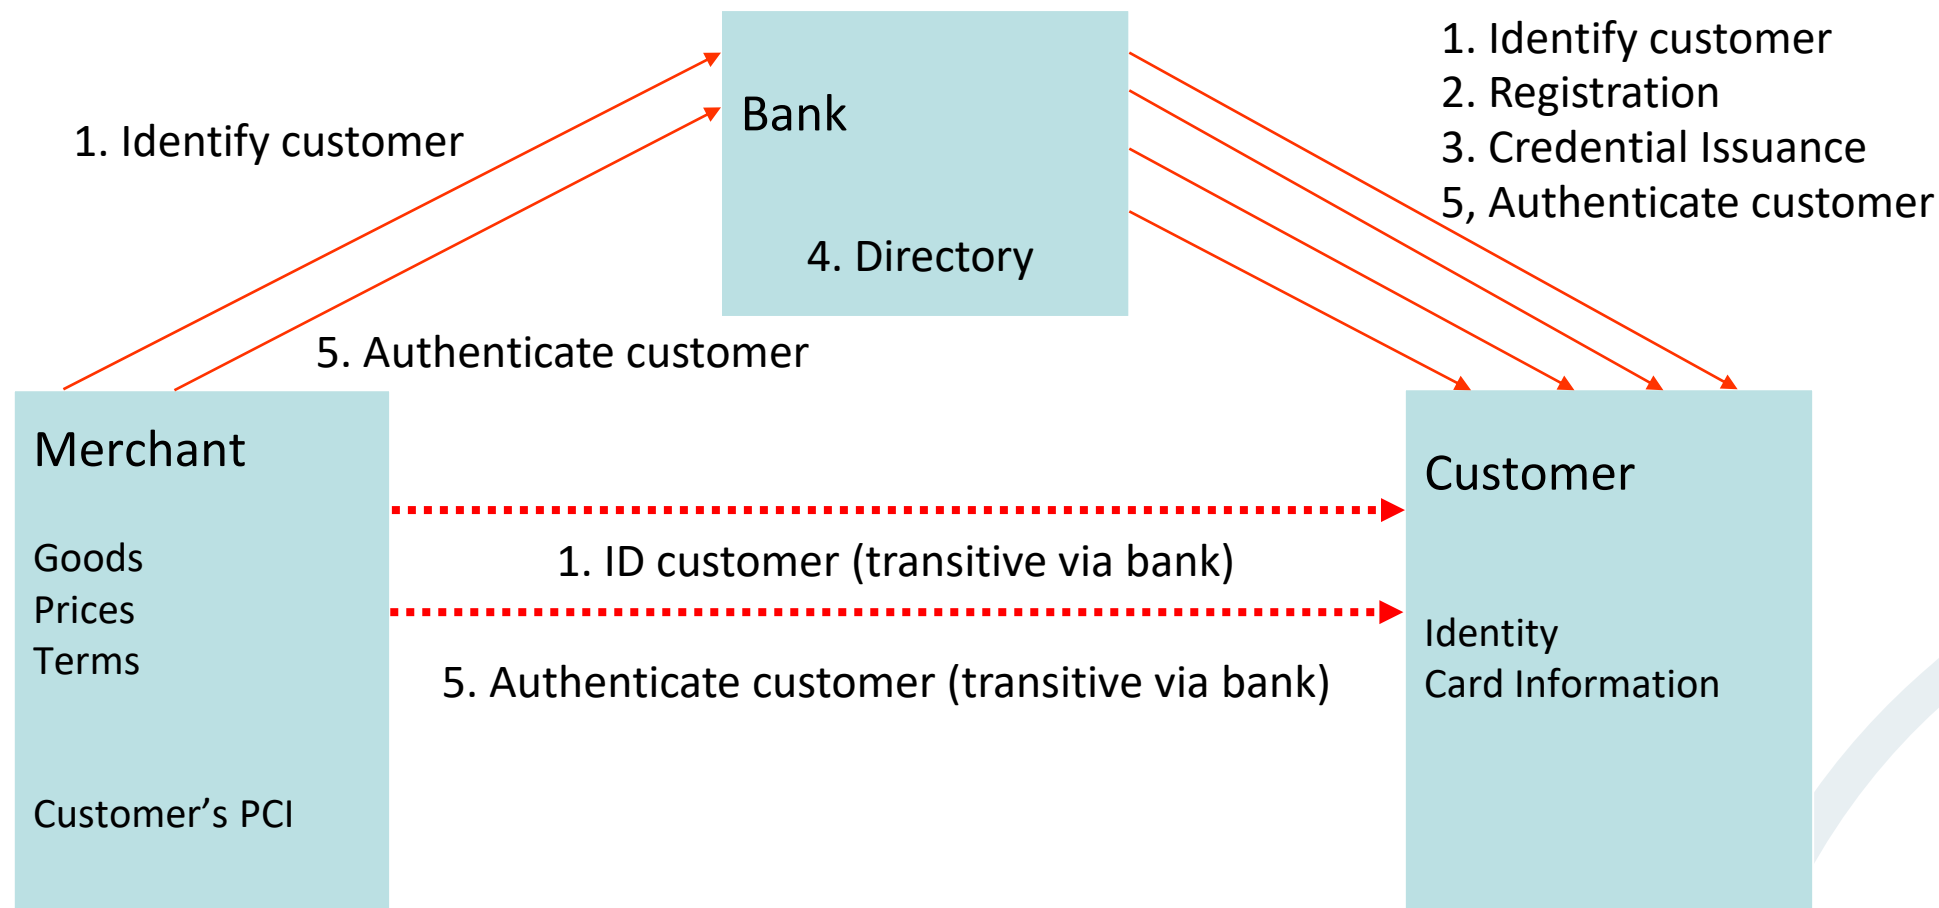 1. Identify customer
2. Registration
3. Credential Issuance
5, Authenticate customer
Bank
1. Identify customer
4. Directory
5. Authenticate customer
Merchant
Goods
Prices
Terms
Customer’s PCI
1. ID customer (transitive via bank)
5. Authenticate customer (transitive via bank)
Customer
Identity
Card Information